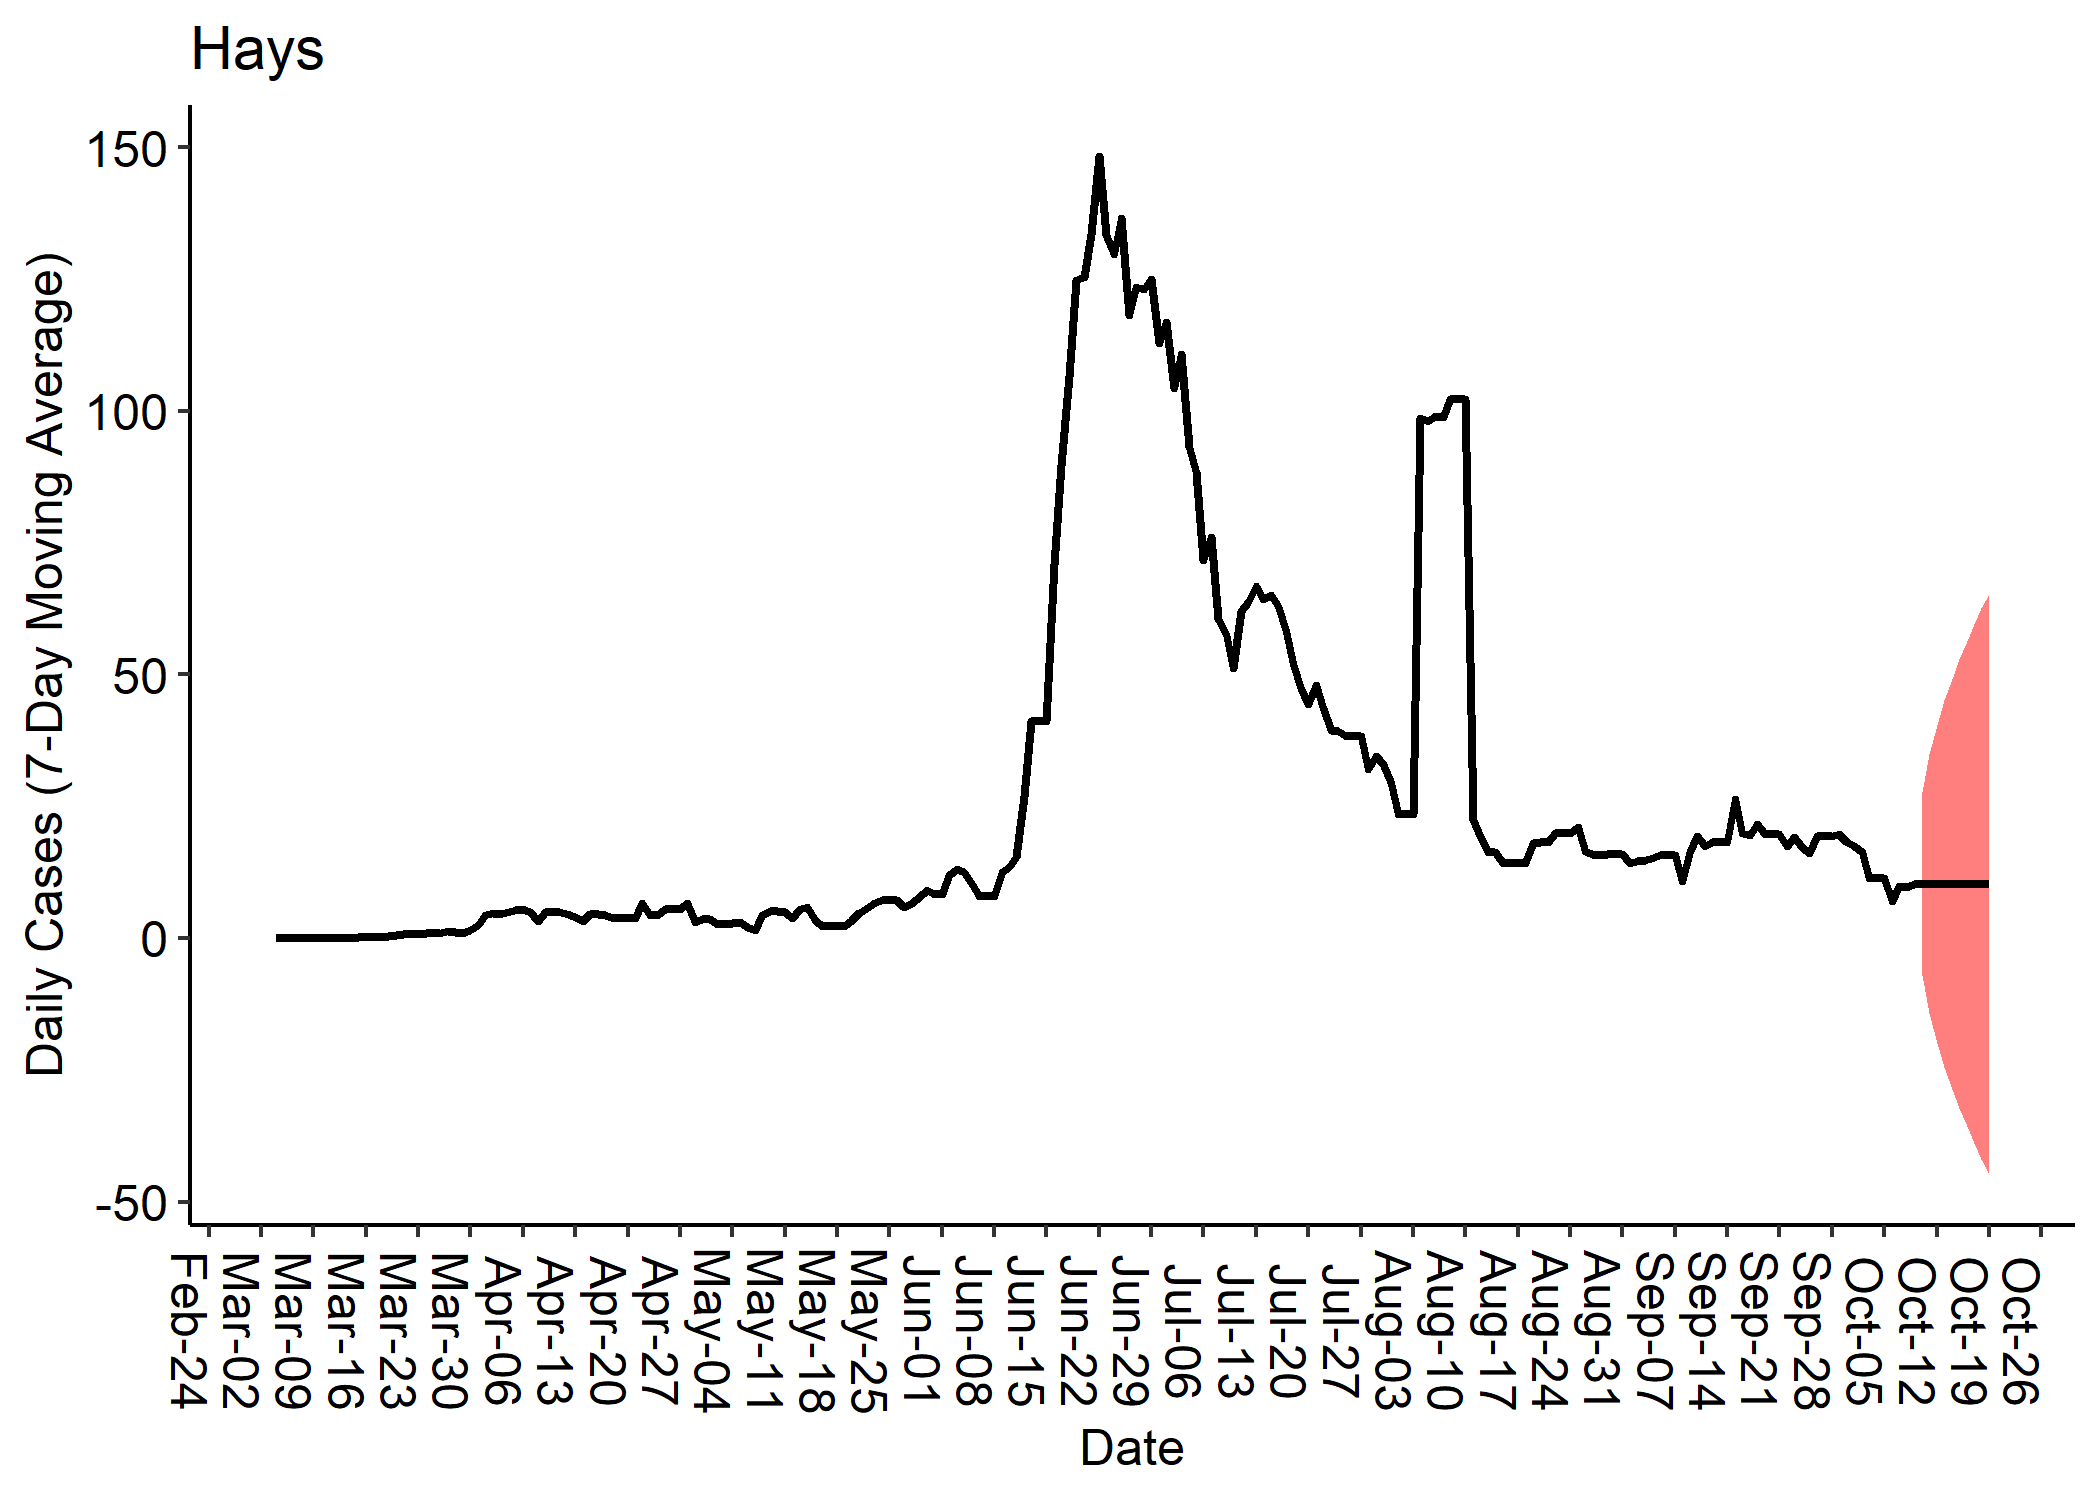 Hays
Daily Cases (7-Day Moving Average)
150
100
50
0
-50
Feb-24
Mar-02
Mar-09
Mar-16
Mar-23
Mar-30
Apr-06
Apr-13
Apr-20
Apr-27
May-04
May-11
May-18
May-25
Jun-01
Jun-08
Jun-15
Jun-22
Jun-29
Jul-06
Jul-13
Jul-20
Jul-27
Aug-03
Aug-10
Aug-17
Aug-24
Aug-31
Sep-07
Sep-14
Sep-21
Sep-28
Oct-05
Oct-12
Oct-19
Oct-26
Date